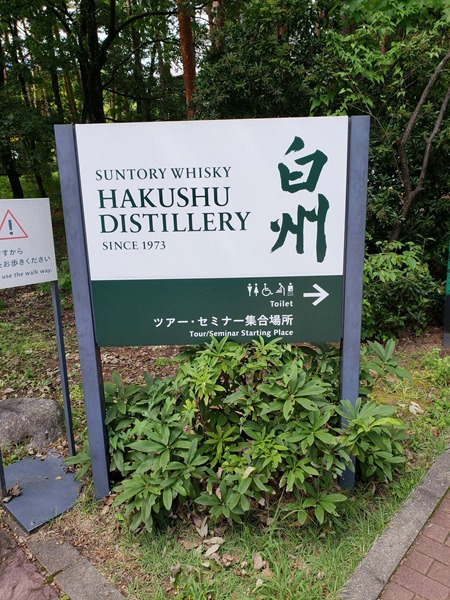 SUNTORY WHISKY
HAKUSHU
DISTILLERY
SINCE 1973
白州
Toilet
ツアー・セミナー集合場所
Tour/Seminar Starting Place
すから
をお歩きください
use the walk way.